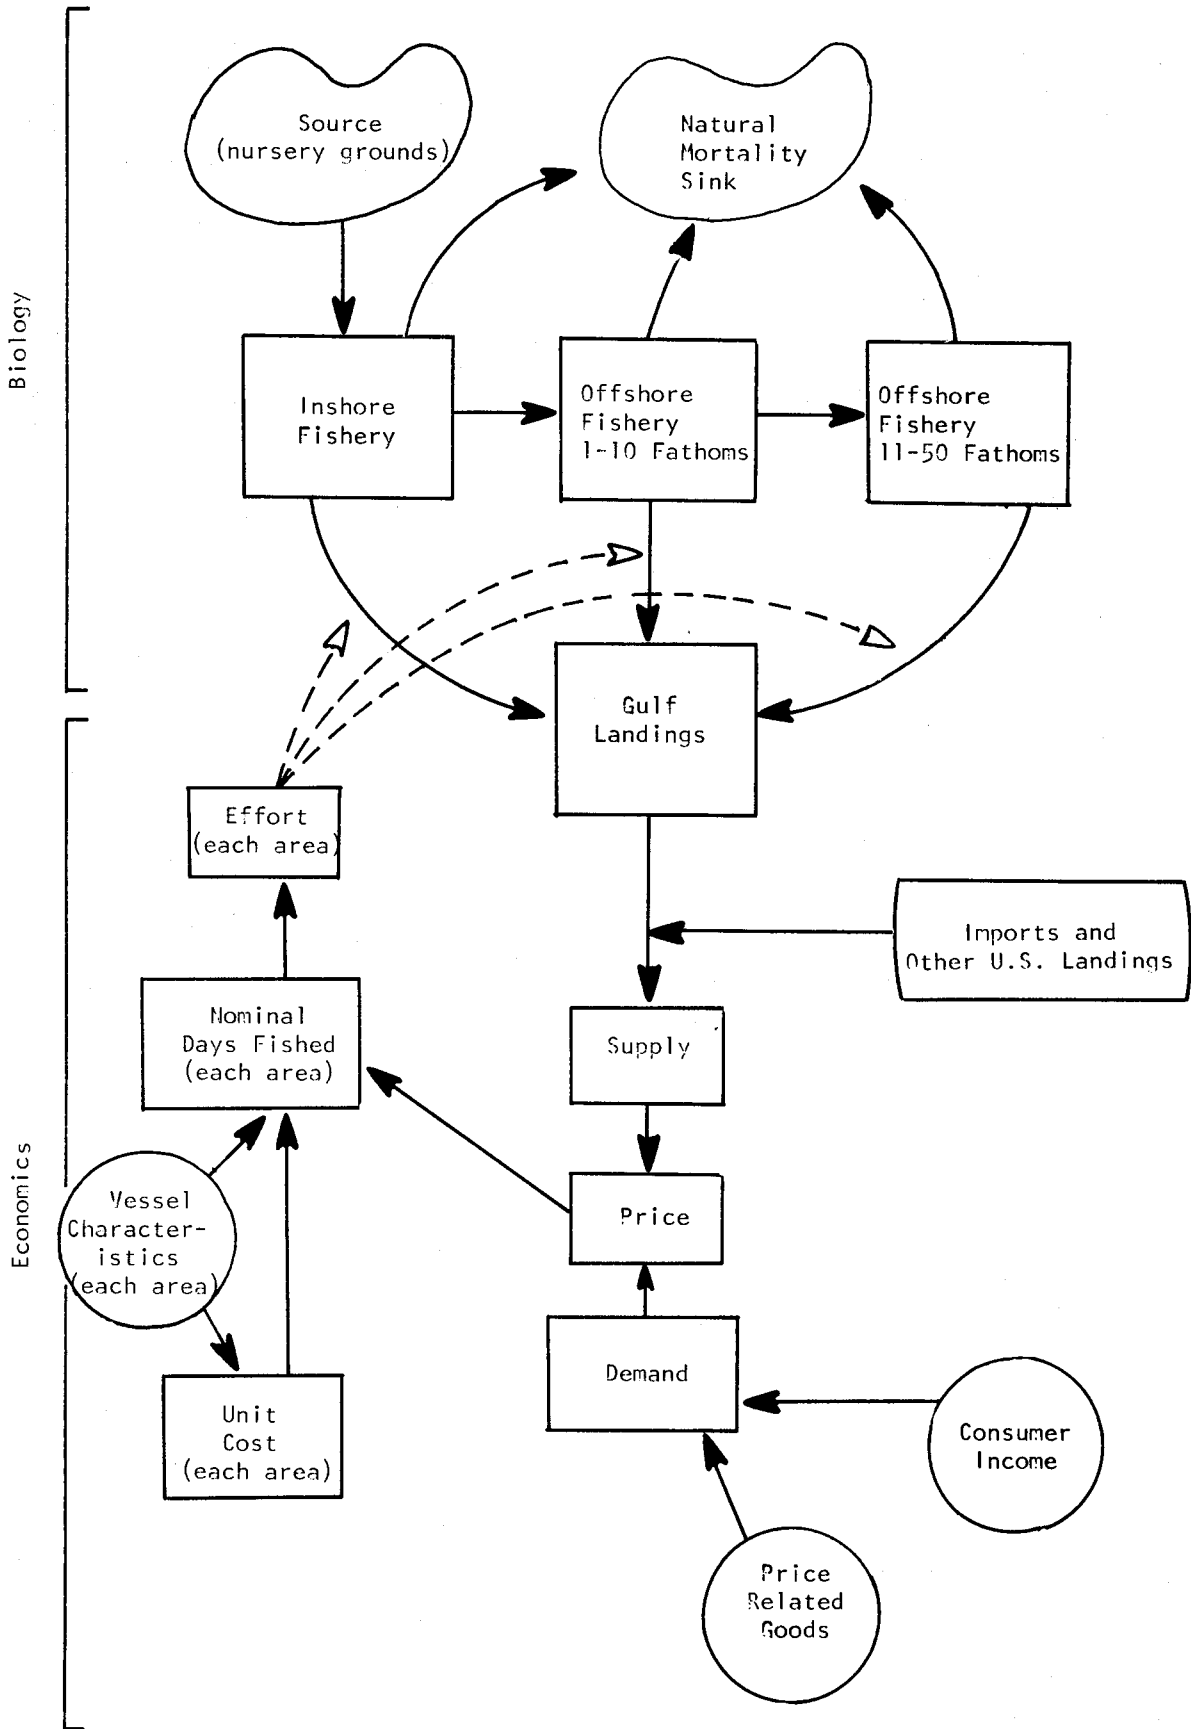 Source
(nursery grounds)
Natural
Mortality
Sink
Biology
Inshore
Fishery
Offshore
Fishery
1-10 Fathoms
Offshore
Fishery
11-50 Fathoms
Gulf
Landings
Effort
(each area)
Imports and
Other U.S. Landings
Nominal
Days Fished
(each area)
Supply
Economics
Vessel
Character-
istics
(each area)
Price
Demand
Unit
Cost
(each area)
Consumer
Income
Price
Related
Goods